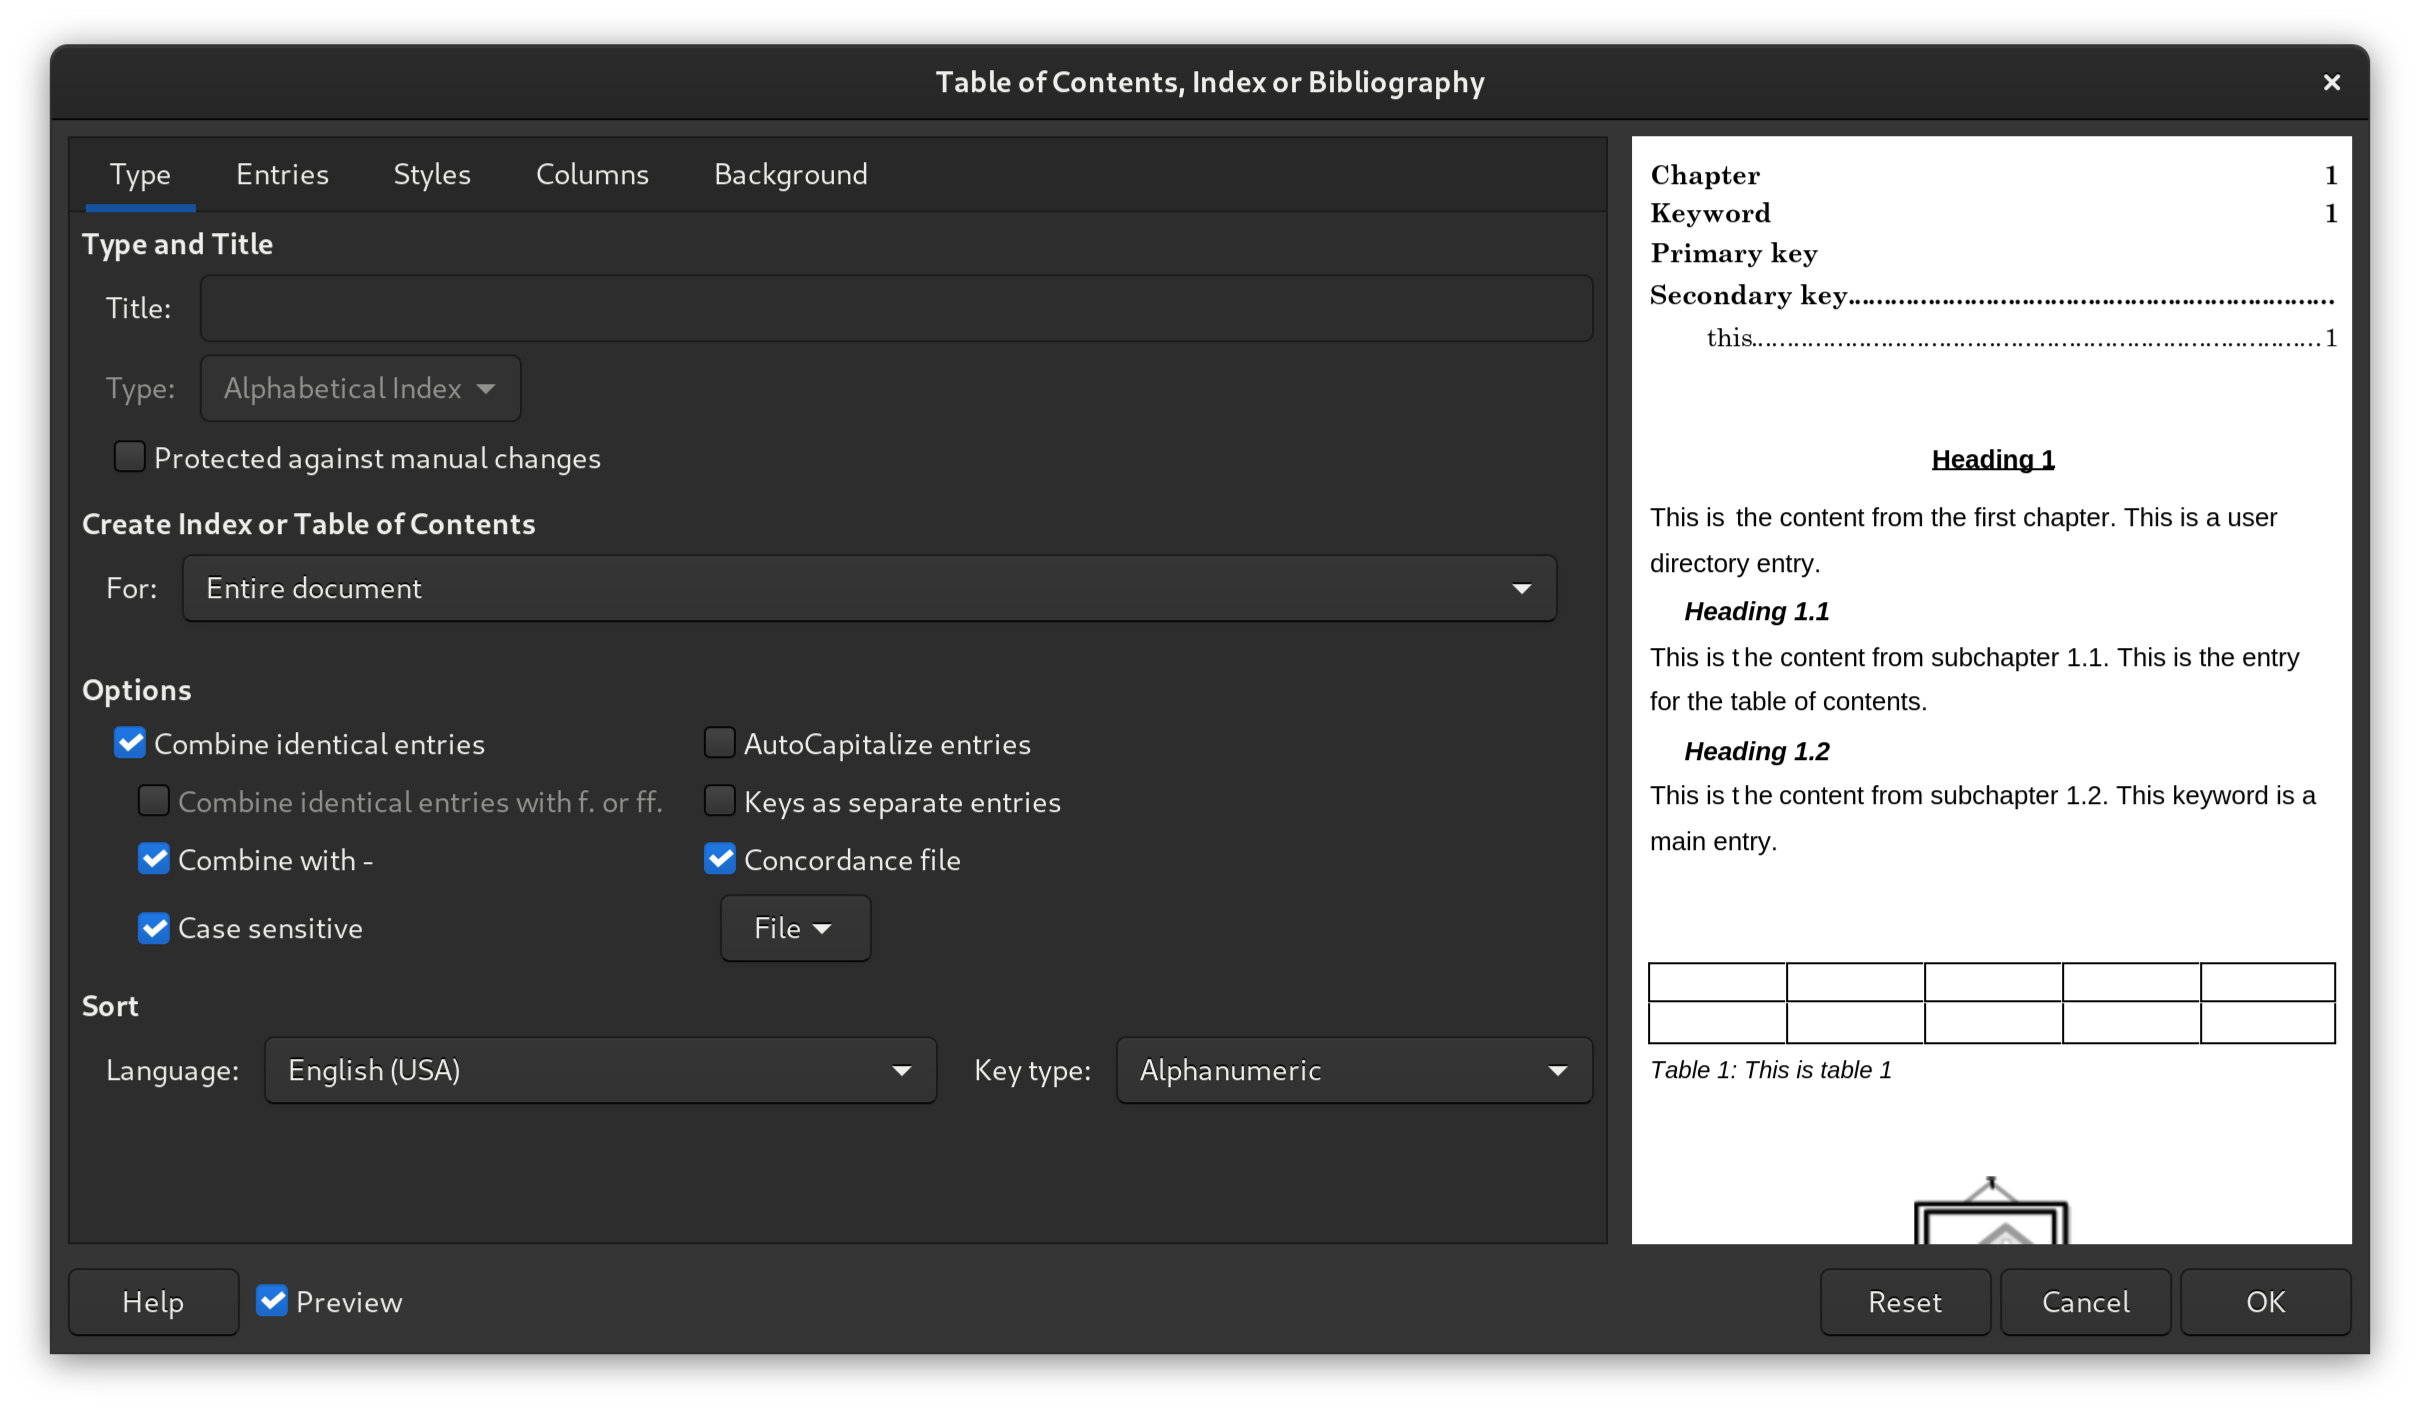 Table of Contents, Index or Bibliography
Type Entries Styles Columns Background
Type and Title
Title:
Type: Alphabetical Index
Protected against manual changes
Create Index or Table of Contents
For: Entire document
Options
Combine identical entries AutoCapitalize entries
Combine identical entries with f. or ff. Keys as separate entries
Combine with - Concordance file
Case sensitive File
Sort
Language: English (USA) Key type: Alphanumeric
Chapter 1
Keyword 1
Primary key
Secondary key
this 1
Heading 1
This is the content from the first chapter. This is a user
directory entry.
Heading 1.1
This is the content from subchapter 1.1. This is the entry
for the table of contents.
Heading 1.2
This is the content from subchapter 1.2. This keyword is a
main entry.
Table 1: This is table 1
Help Preview Reset Cancel OK